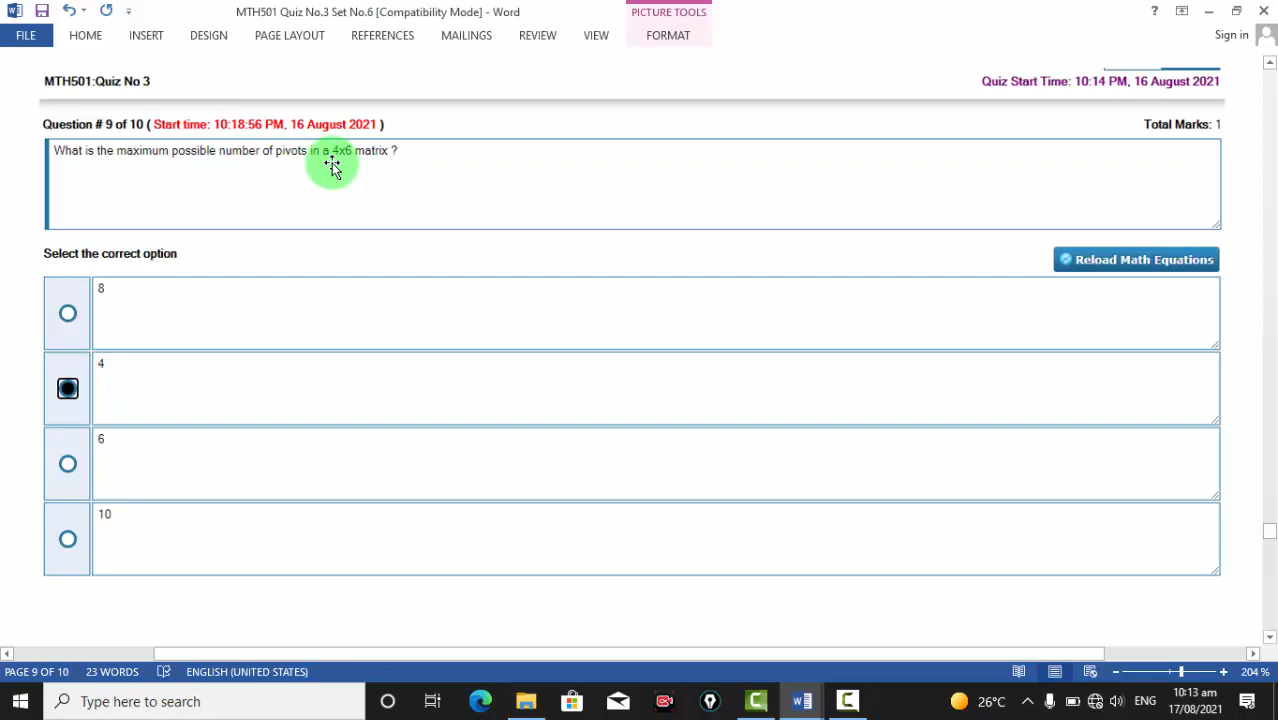 MTH501 Quiz No.3 Set No.6 [Compatibility Mode] - Word
PICTURE TOOLS
?
FILE
HOME
INSERT
DESIGN
PAGE LAYOUT
REFERENCES
MAILINGS
REVIEW
VIEW
FORMAT
Sign in
MTH501:Quiz No 3
Quiz Start Time: 10:14 PM, 16 August 2021
Question # 9 of 10 ( Start time: 10:18:56 PM, 16 August 2021 )
Total Marks: 1
What is the maximum possible number of pivots in a 4x6 matrix ?
Select the correct option
Reload Math Equations
8
4
6
10
PAGE 9 OF 10
23 WORDS
ENGLISH (UNITED STATES)
204 %
Type here to search
26°C
ENG
10:13 am
17/08/2021